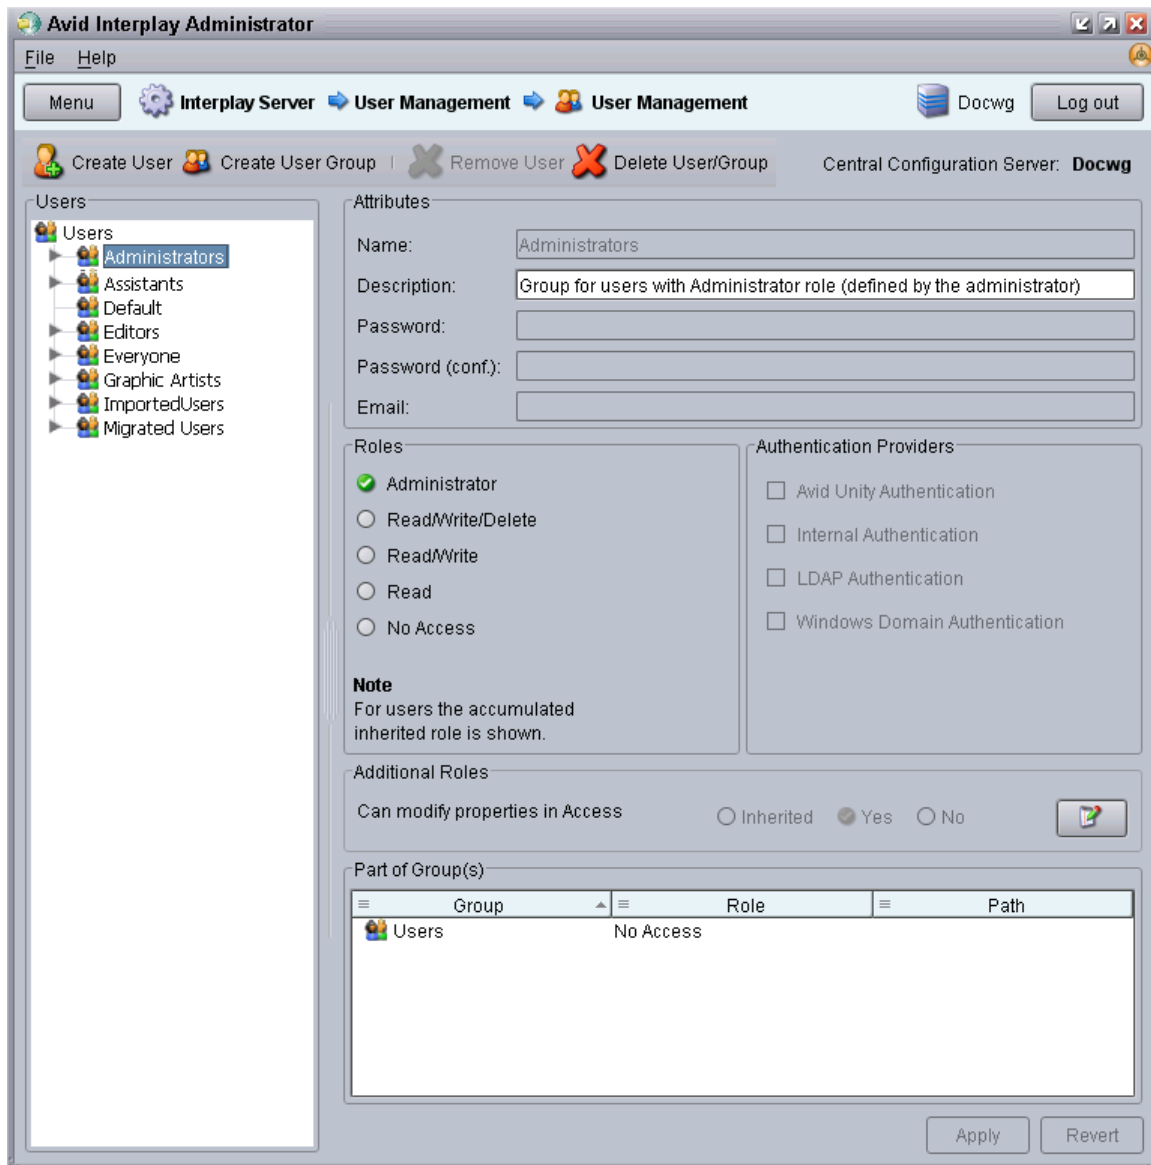 Avid Interplay Administrator
File Help
Menu Interplay Server User Management User Management Docwg Log out
Create User Create User Group Remove User Delete User/Group Central Configuration Server: Docwg
Users
Users
Administrators
Assistants
Default
Editors
Everyone
Graphic Artists
ImportedUsers
Migrated Users
Attributes
Name: Administrators
Description: Group for users with Administrator role (defined by the administrator)
Password:
Password (conf.):
Email:
Roles
Administrator
Read/Write/Delete
Read/Write
Read
No Access
Note
For users the accumulated
inherited role is shown.
Authentication Providers
Avid Unity Authentication
Internal Authentication
LDAP Authentication
Windows Domain Authentication
Additional Roles
Can modify properties in Access Inherited Yes No
Part of Group(s)
Group Role Path
Users No Access
Apply Revert